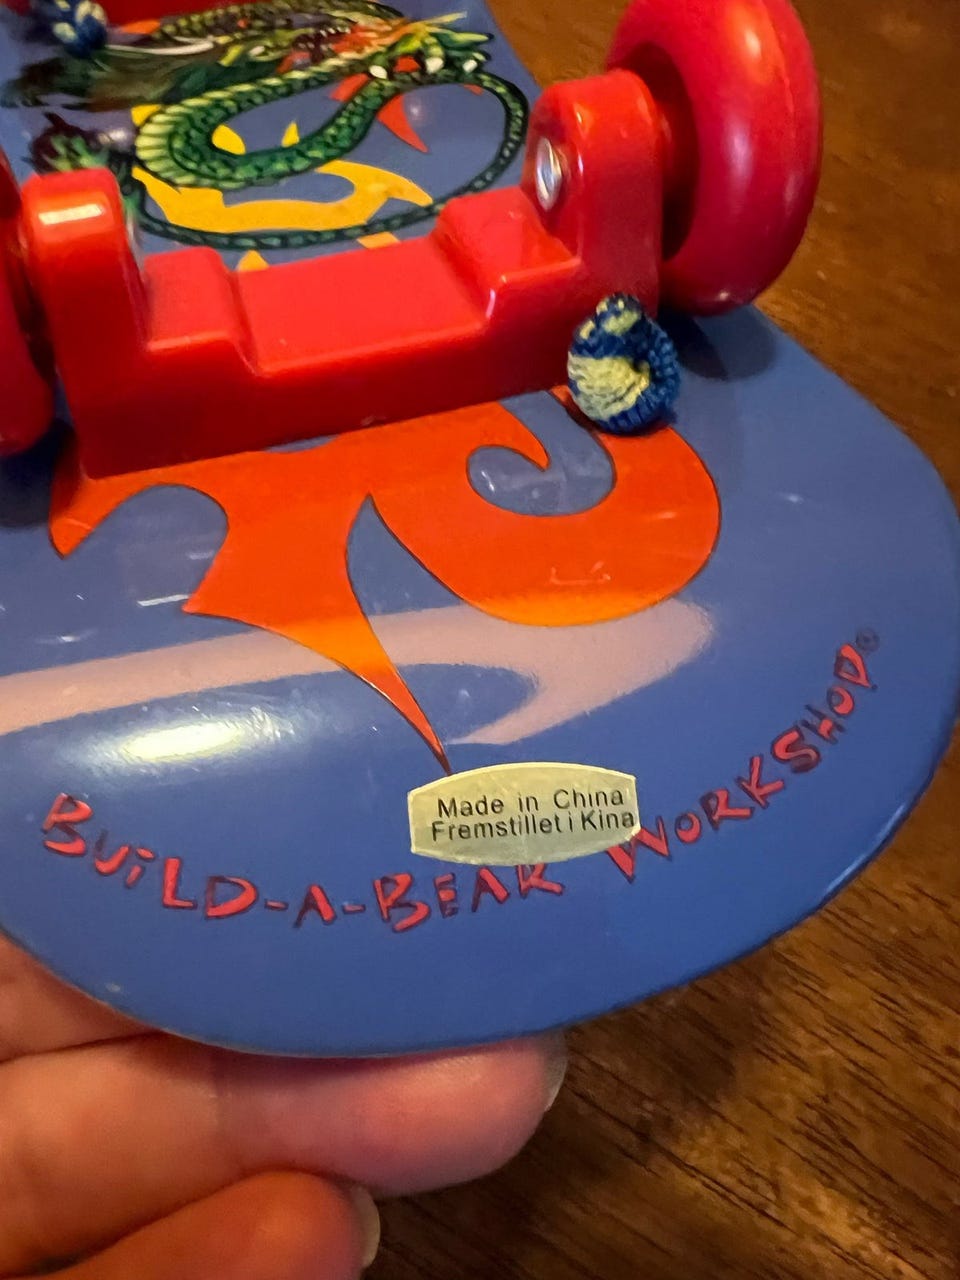 Made in China
Fremstillet i Kina
BUiLD-A-BEAR WORKSHOP®